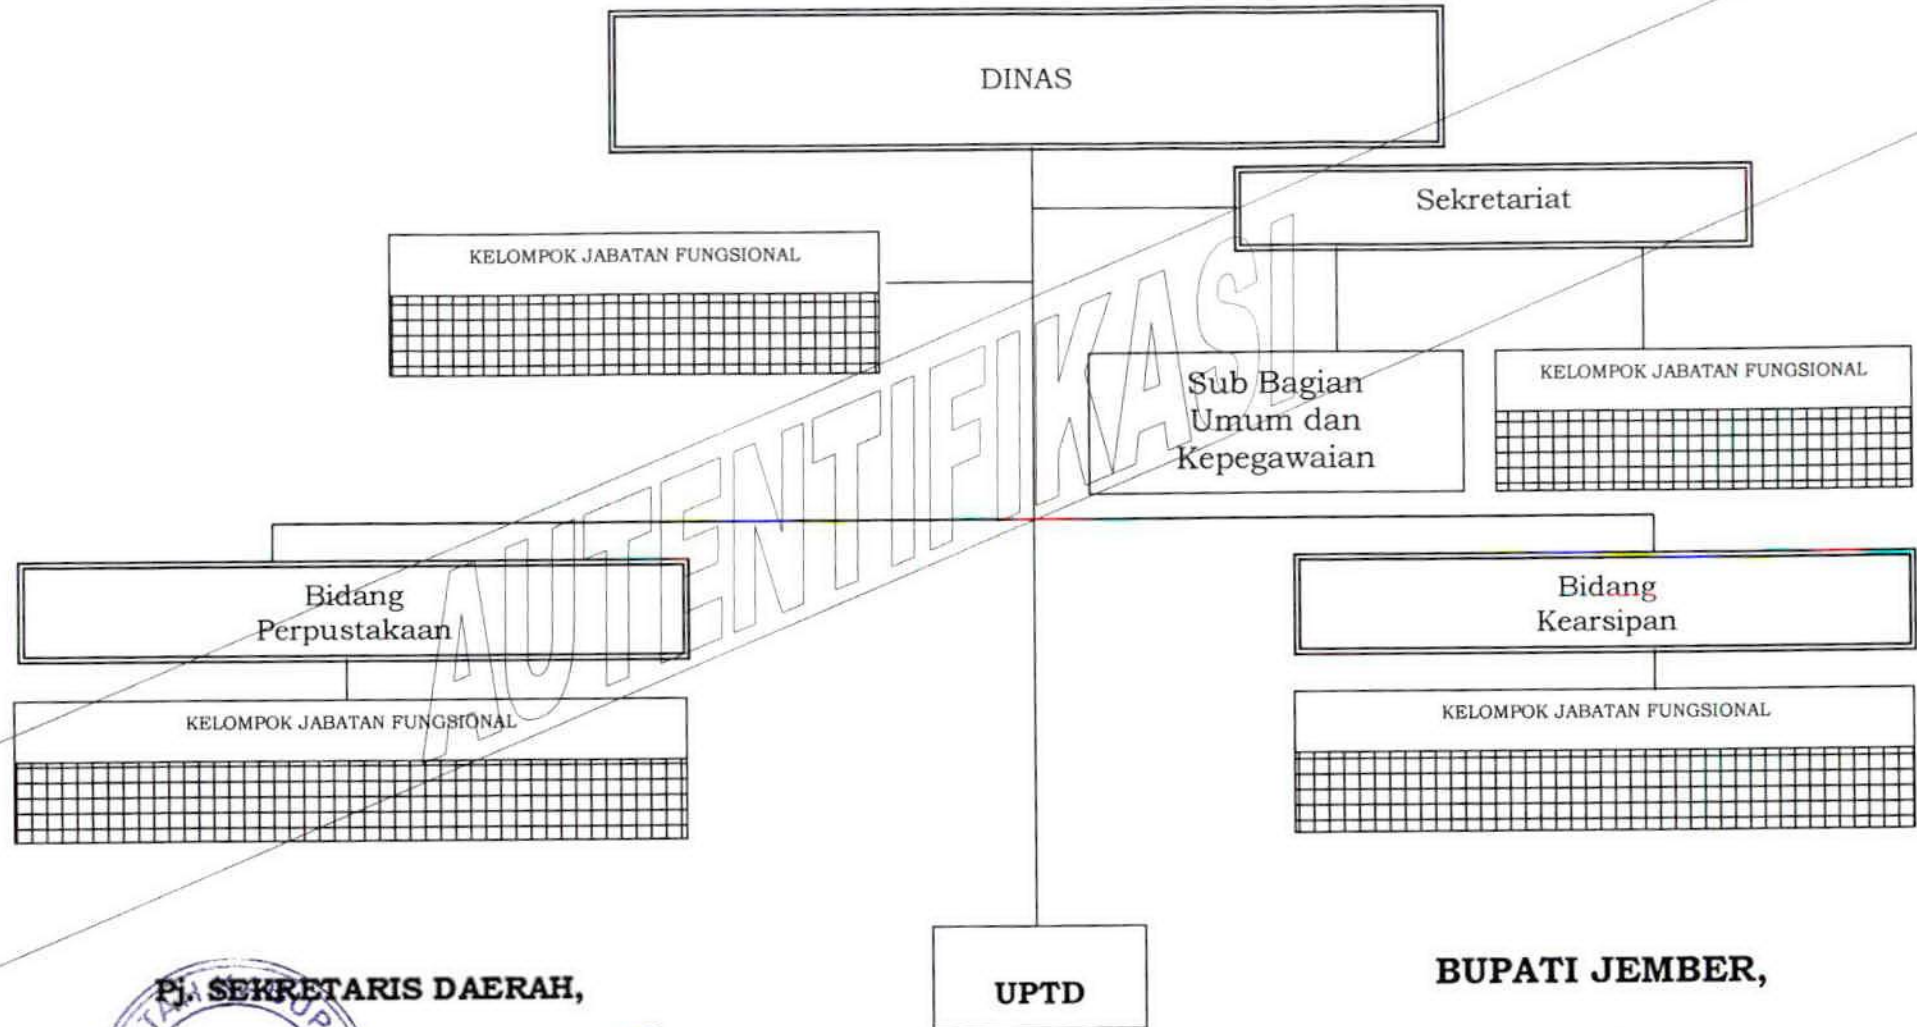 DINAS
Sekretariat
KELOMPOK JABATAN FUNGSIONAL
Sub Bagian
Umum dan
Kepegawaian
KELOMPOK JABATAN FUNGSIONAL
AUTENTIFIKASI
Bidang
Perpustakaan
Bidang
Kearsipan
KELOMPOK JABATAN FUNGSIONAL
KELOMPOK JABATAN FUNGSIONAL
Pj. SEKRETARIS DAERAH,
UPTD
BUPATI JEMBER,